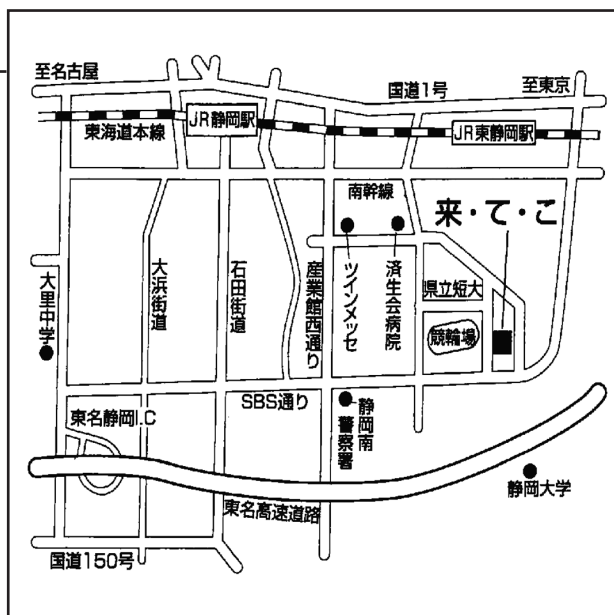 至名古屋
国道1号
至東京
東海道本線
JR静岡駅
JR東静岡駅
南幹線
来・て・こ
大里中学
大浜街道
石田街道
産業館西通り
ツインメッセ
済生会病院
県立短大
競輪場
SBS通り
東名静岡I.C
静岡南
警察署
静岡大学
東名高速道路
国道150号